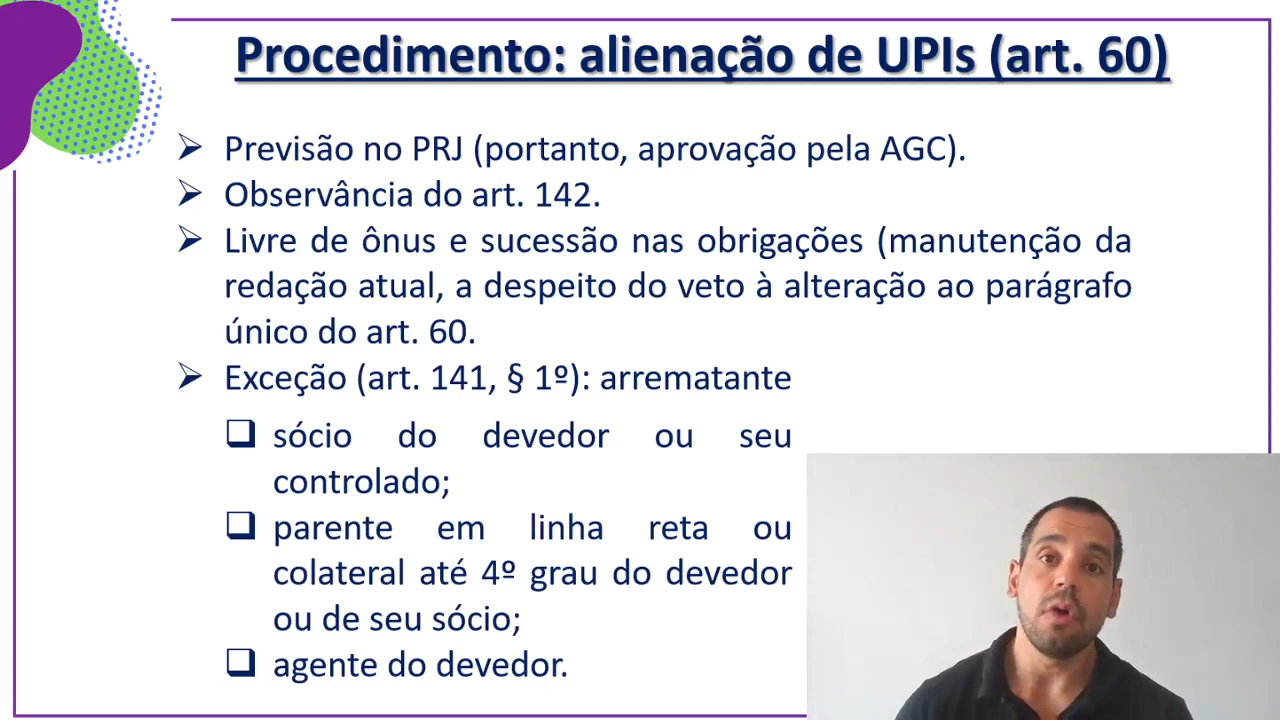 Procedimento: alienação de UPIs (art. 60)
Previsão no PRJ (portanto, aprovação pela AGC).
Observância do art. 142.
Livre de ônus e sucessão nas obrigações (manutenção da
redação atual, a despeito do veto à alteração ao parágrafo
único do art. 60.
Exceção (art. 141, § 1º): arrematante
sócio do devedor ou seu
controlado;
parente em linha reta ou
colateral até 4º grau do devedor
ou de seu sócio;
agente do devedor.